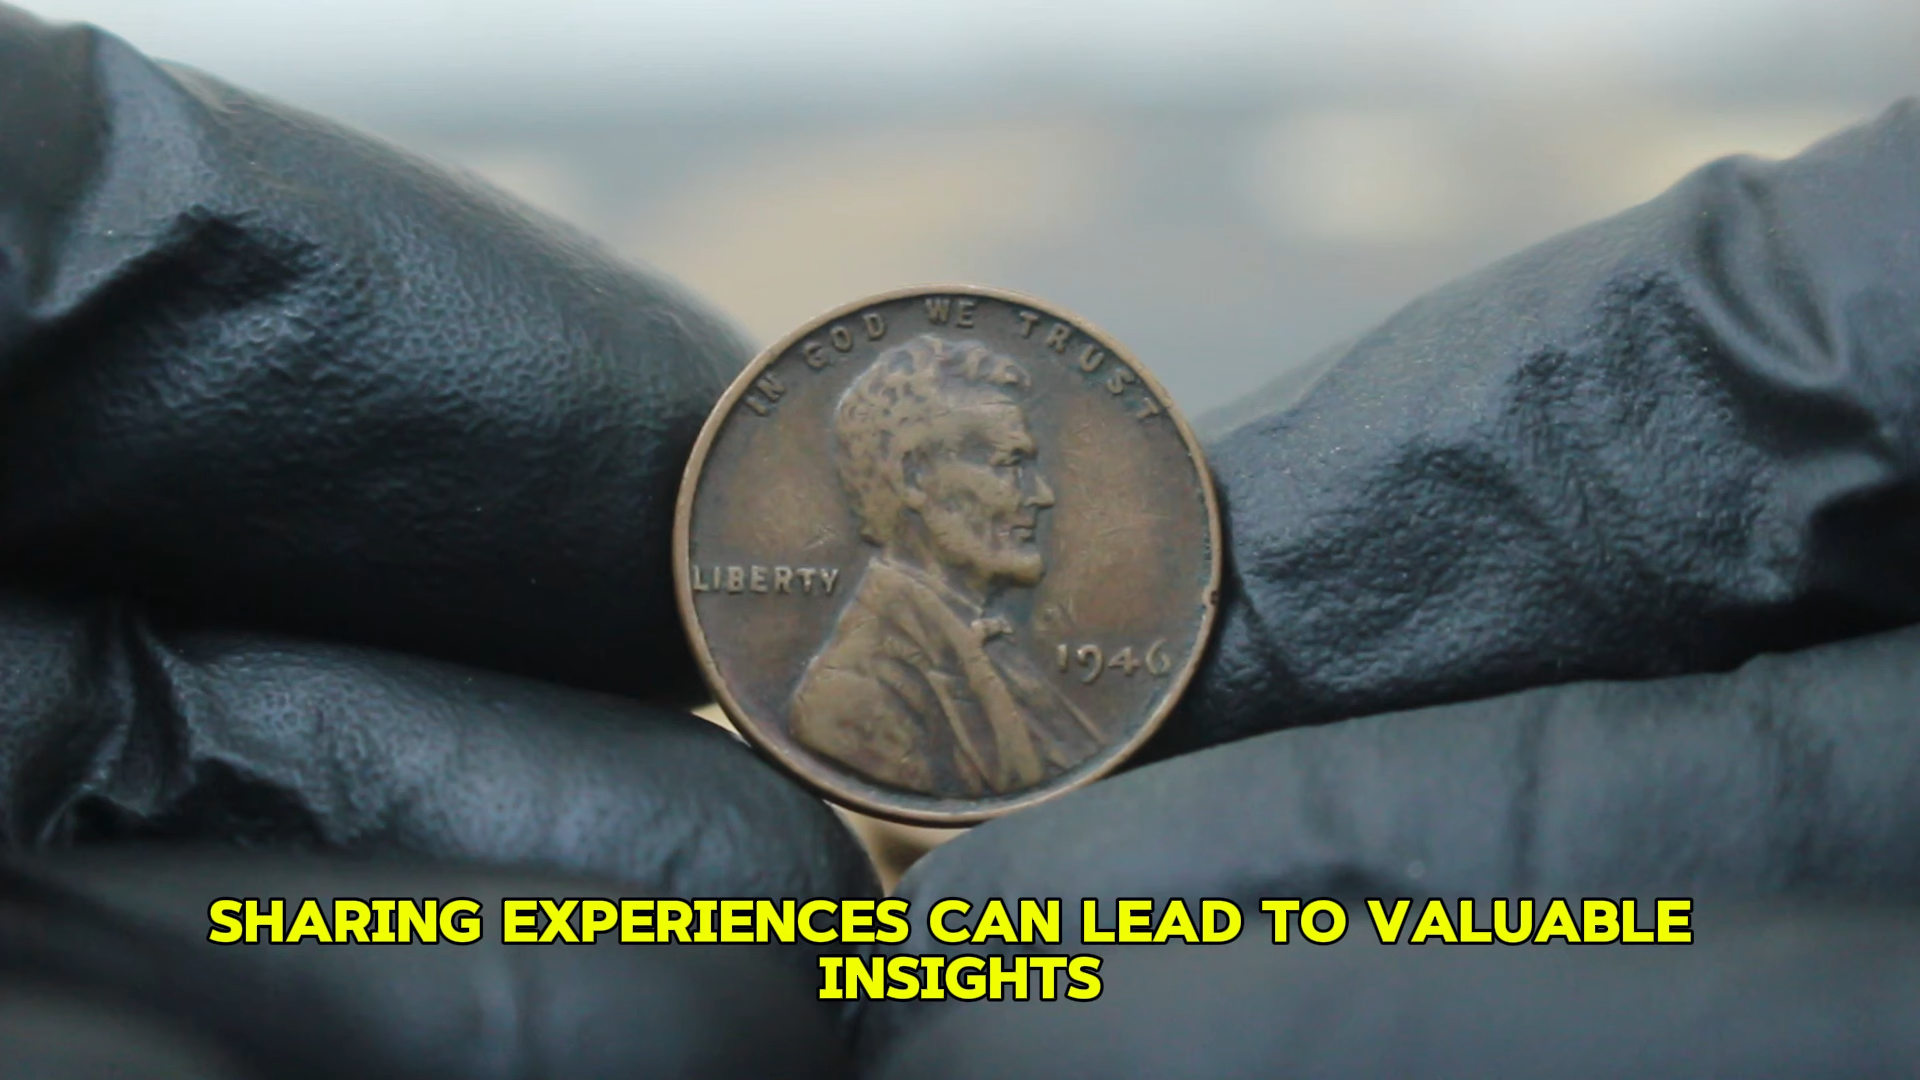 IN GOD WE TRUST
LIBERTY
1946
SHARING EXPERIENCES CAN LEAD TO VALUABLE
INSIGHTS